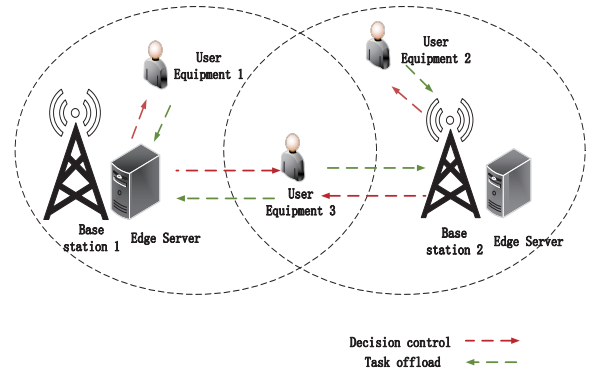 User
Equipment 1
User
Equipment 2
User
Equipment 3
Base
station 1
Edge Server
Base
station 2
Edge Server
Decision control
Task offload